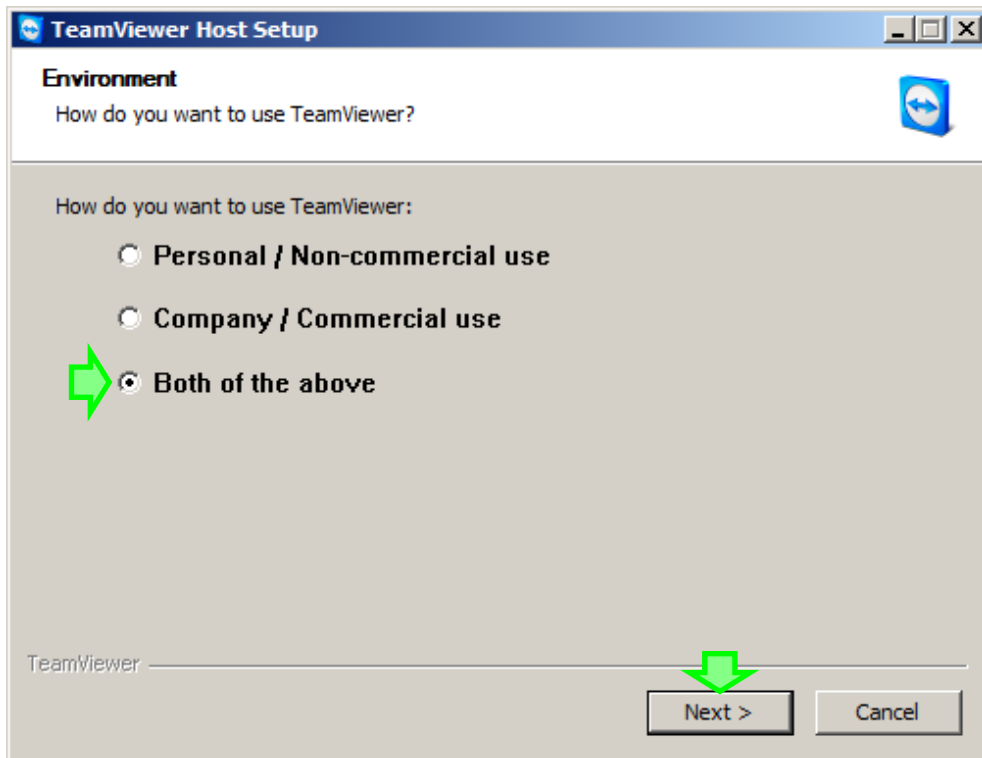 TeamViewer Host Setup
Environment
How do you want to use TeamViewer?
How do you want to use TeamViewer:
Personal / Non-commercial use
Company / Commercial use
Both of the above
TeamViewer
Next >
Cancel